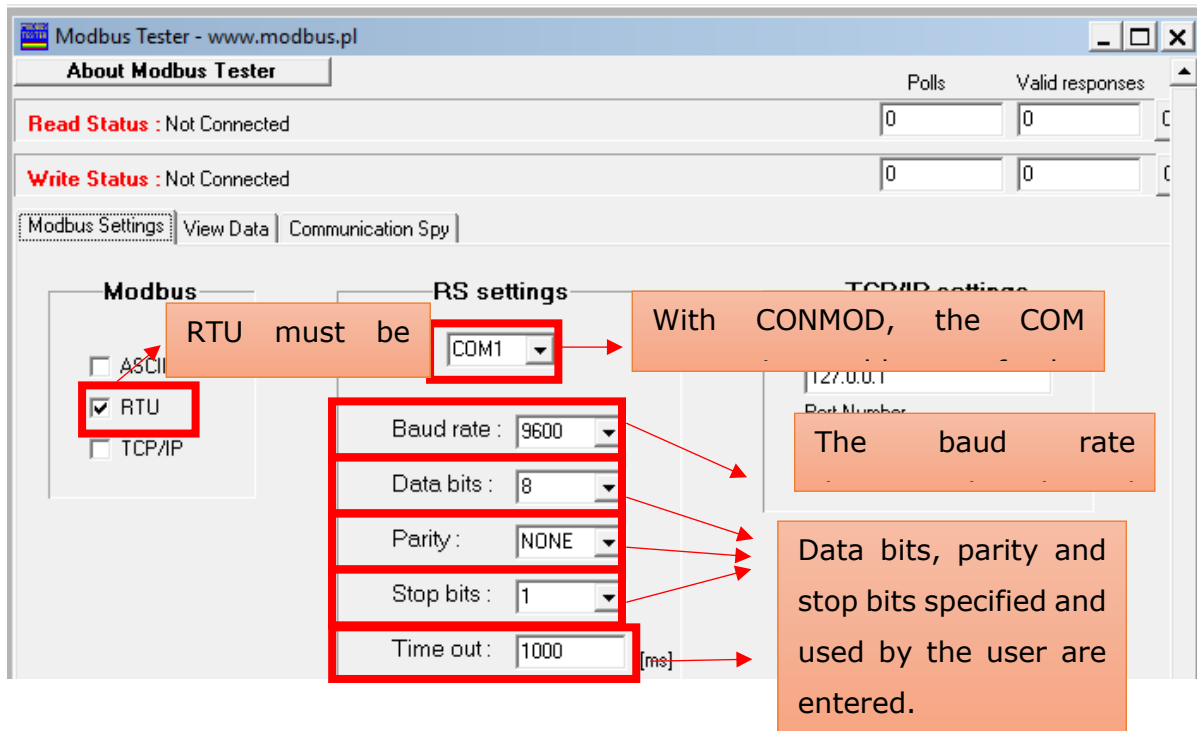 Modbus Tester - www.modbus.pl
About Modbus Tester
Polls Valid responses
Read Status : Not Connected 0 0
Write Status : Not Connected 0 0
Modbus Settings View Data Communication Spy
Modbus
RS settings
TCP/IP settings
RTU must be
With CONMOD, the COM
COM1
ASCII
127.0.0.1
RTU
Port Number
TCP/IP
Baud rate : 9600
The baud rate
Data bits : 8
Parity : NONE
Data bits, parity and
stop bits specified and
used by the user are
entered.
Stop bits : 1
Time out : 1000 [ms]